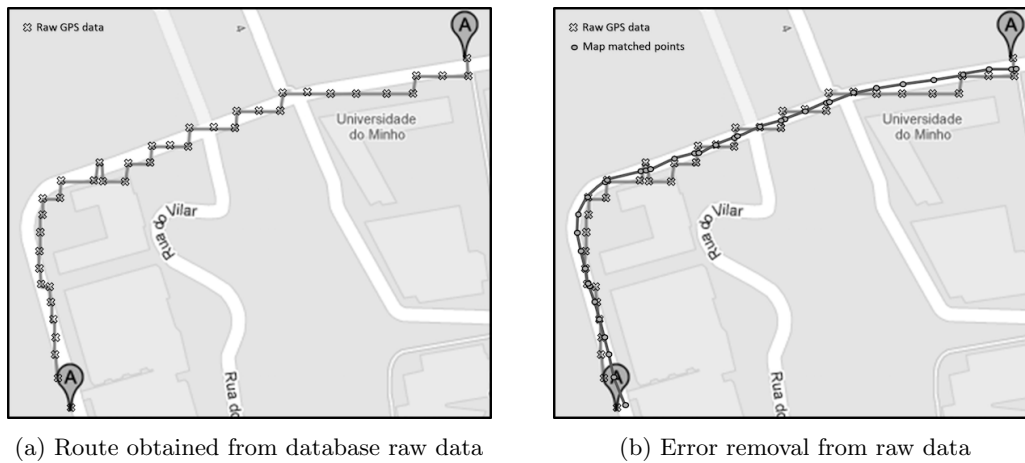 Raw GPS data
A
Universidade
do Minho
Rua do Vilar
Rua do
A
(a) Route obtained from database raw data
Raw GPS data
Map matched points
A
Universidade
do Minho
Rua do Vilar
Rua do
A
(b) Error removal from raw data